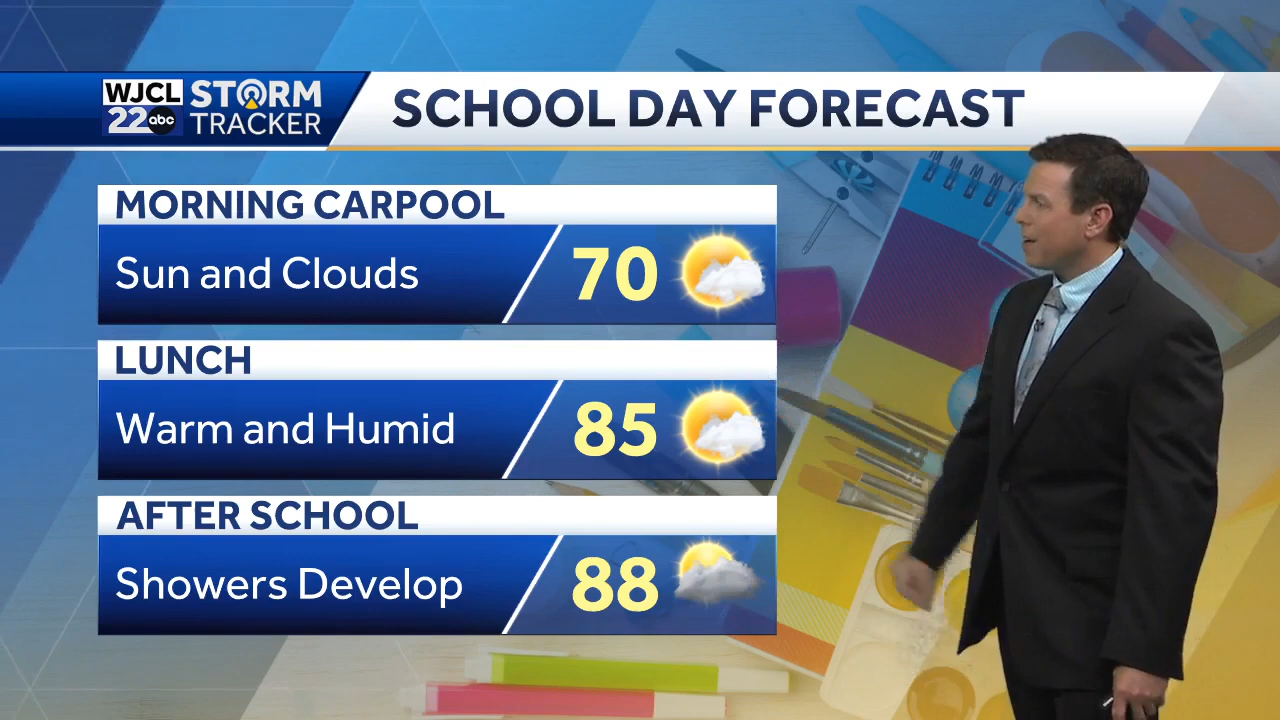 WJCL
22 abc
STORM
TRACKER
SCHOOL DAY FORECAST
MORNING CARPOOL
Sun and Clouds 70
LUNCH
Warm and Humid 85
AFTER SCHOOL
Showers Develop 88